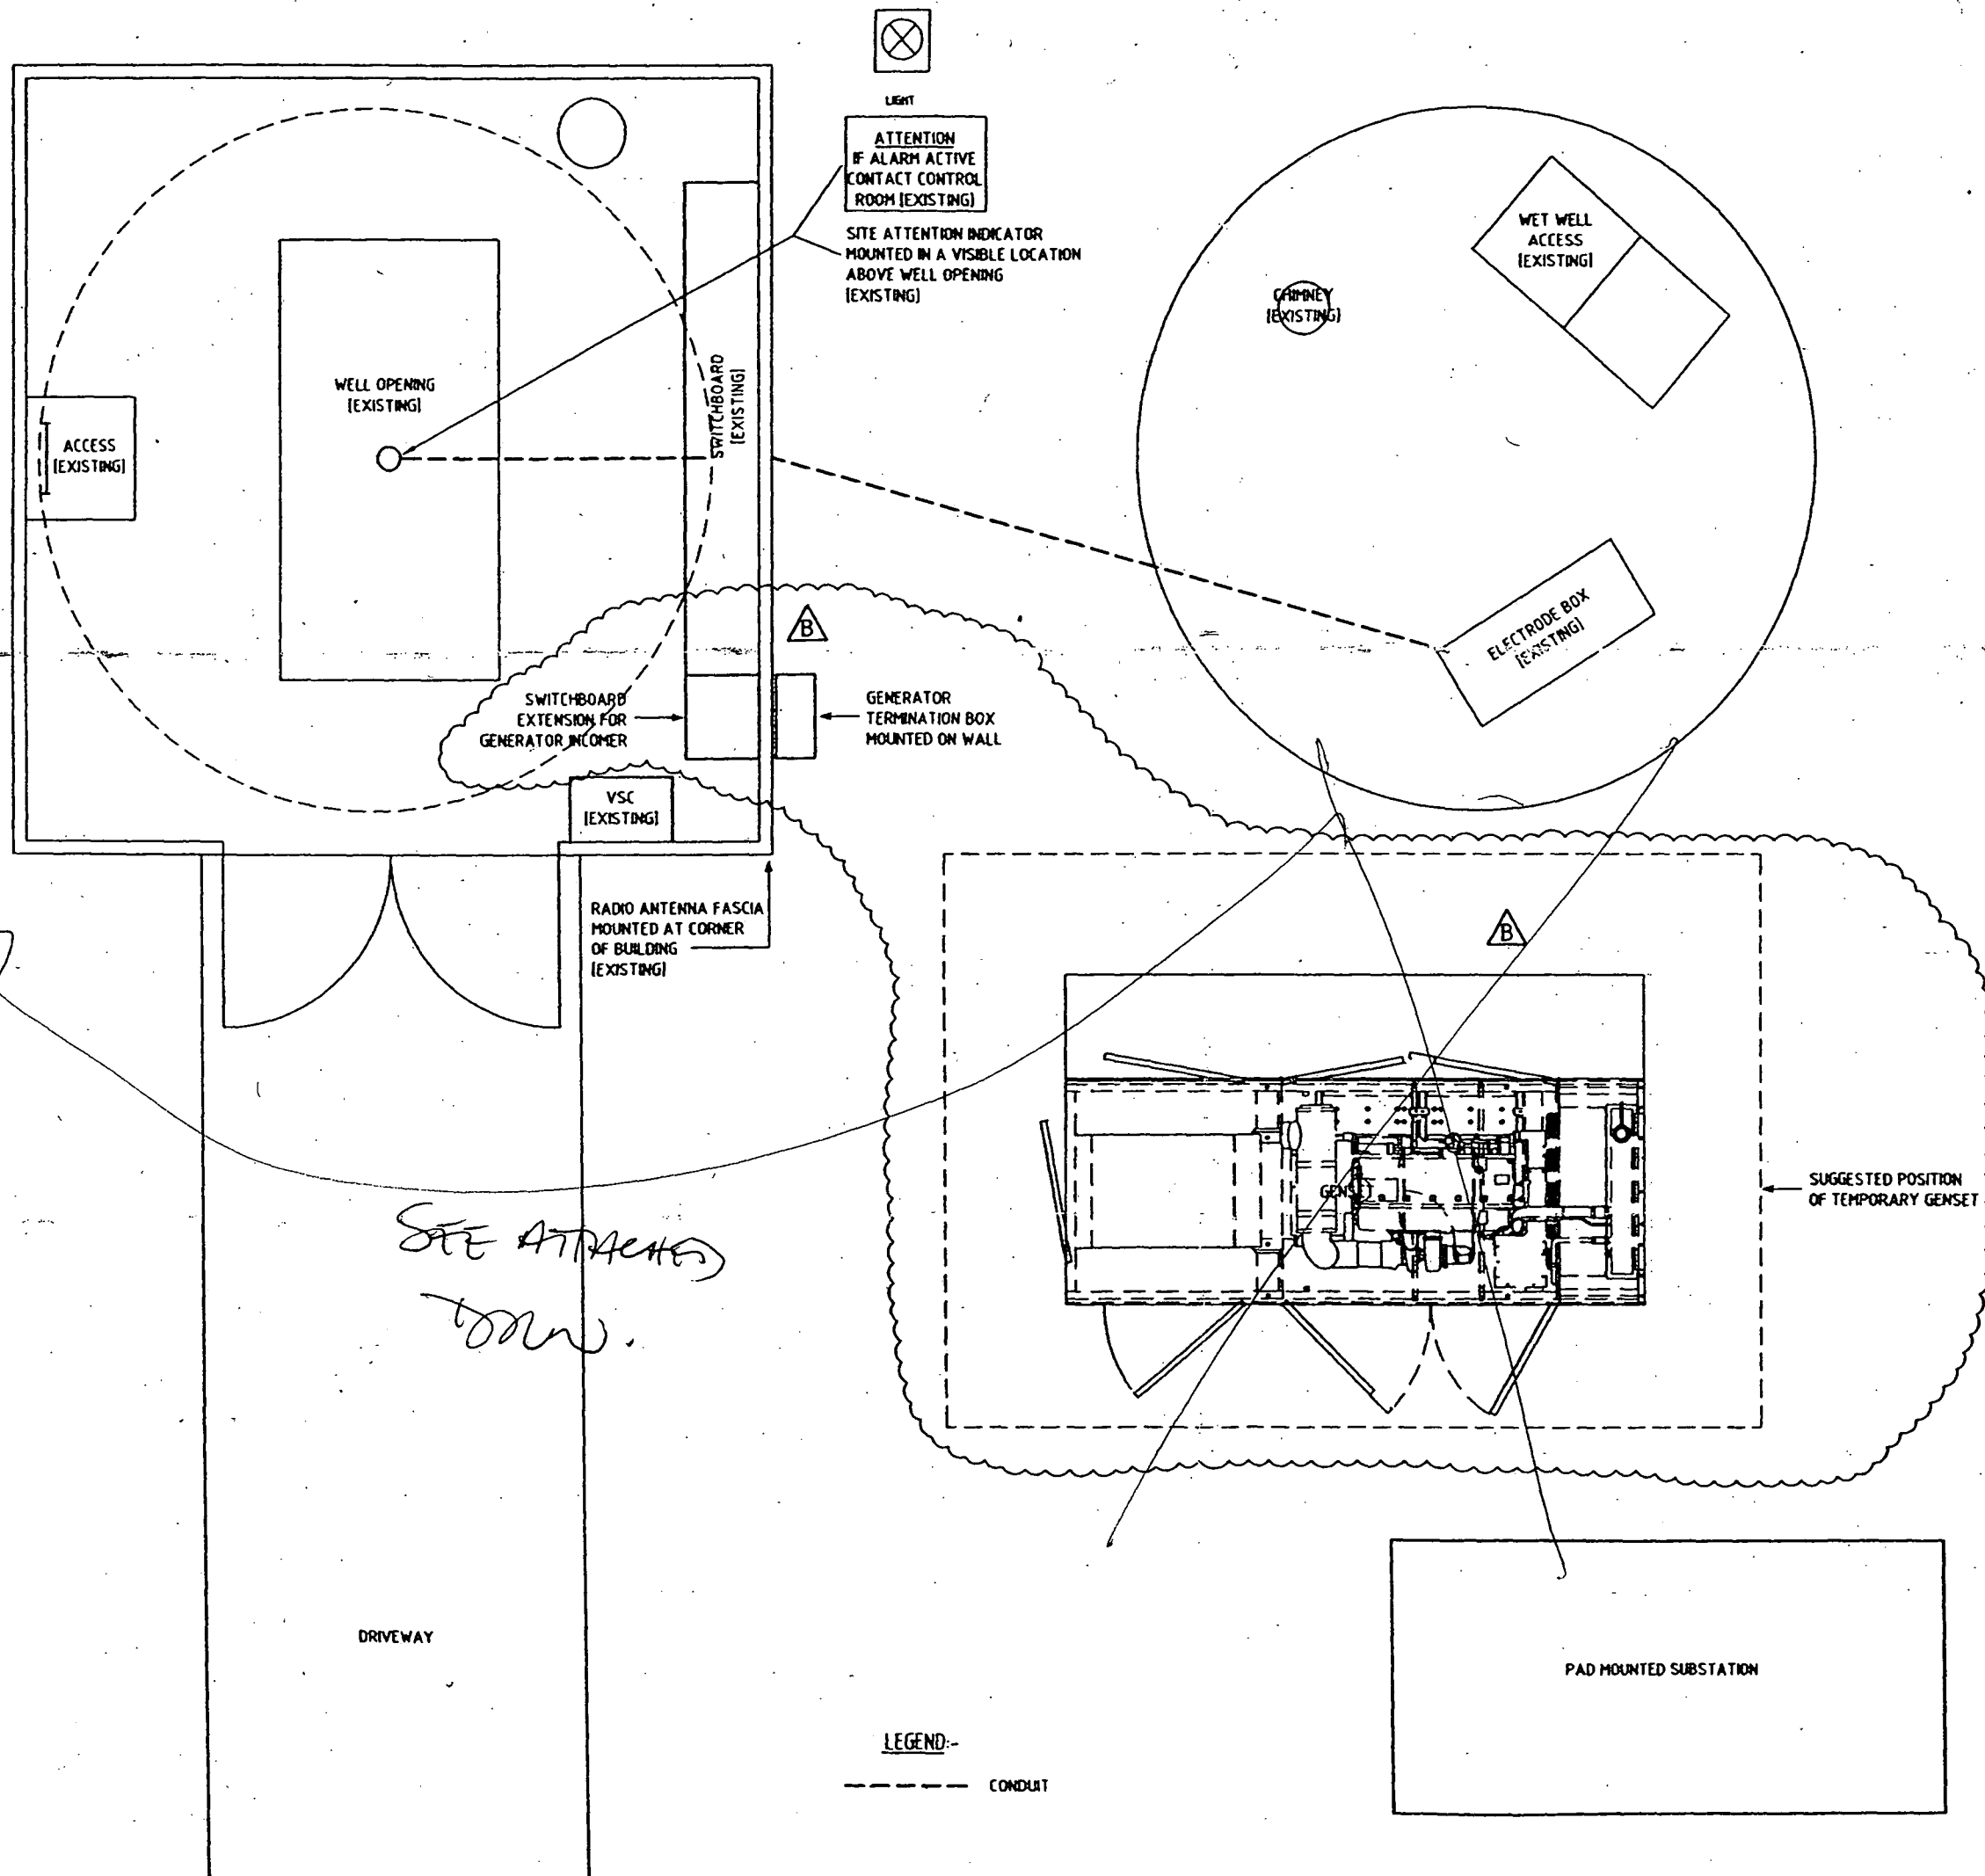 LIGHT
ATTENTION
IF ALARM ACTIVE
CONTACT CONTROL
ROOM [EXISTING]
SITE ATTENTION INDICATOR
MOUNTED IN A VISIBLE LOCATION
ABOVE WELL OPENING
[EXISTING]
WET WELL
ACCESS
[EXISTING]
CHIMNEY
[EXISTING]
WELL OPENING
[EXISTING]
SWITCHBOARD
[EXISTING]
ACCESS
[EXISTING]
ELECTRODE BOX
[EXISTING]
B
SWITCHBOARD
EXTENSION FOR
GENERATOR INCOMER
GENERATOR
TERMINATION BOX
MOUNTED ON WALL
VSC
[EXISTING]
RADIO ANTENNA FASCIA
MOUNTED AT CORNER
OF BUILDING
[EXISTING]
B
SUGGESTED POSITION
OF TEMPORARY GENSET
SEE ATTACHED
DRIVEWAY
PAD MOUNTED SUBSTATION
LEGEND:-
CONDUIT